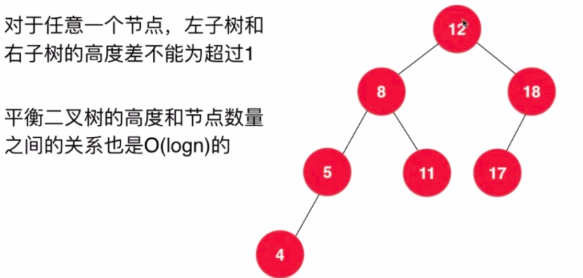 对于任意一个节点，左子树和
右子树的高度差不能为超过1
平衡二叉树的高度和节点数量
之间的关系也是O(logn)的
12
8
18
5
11
17
4